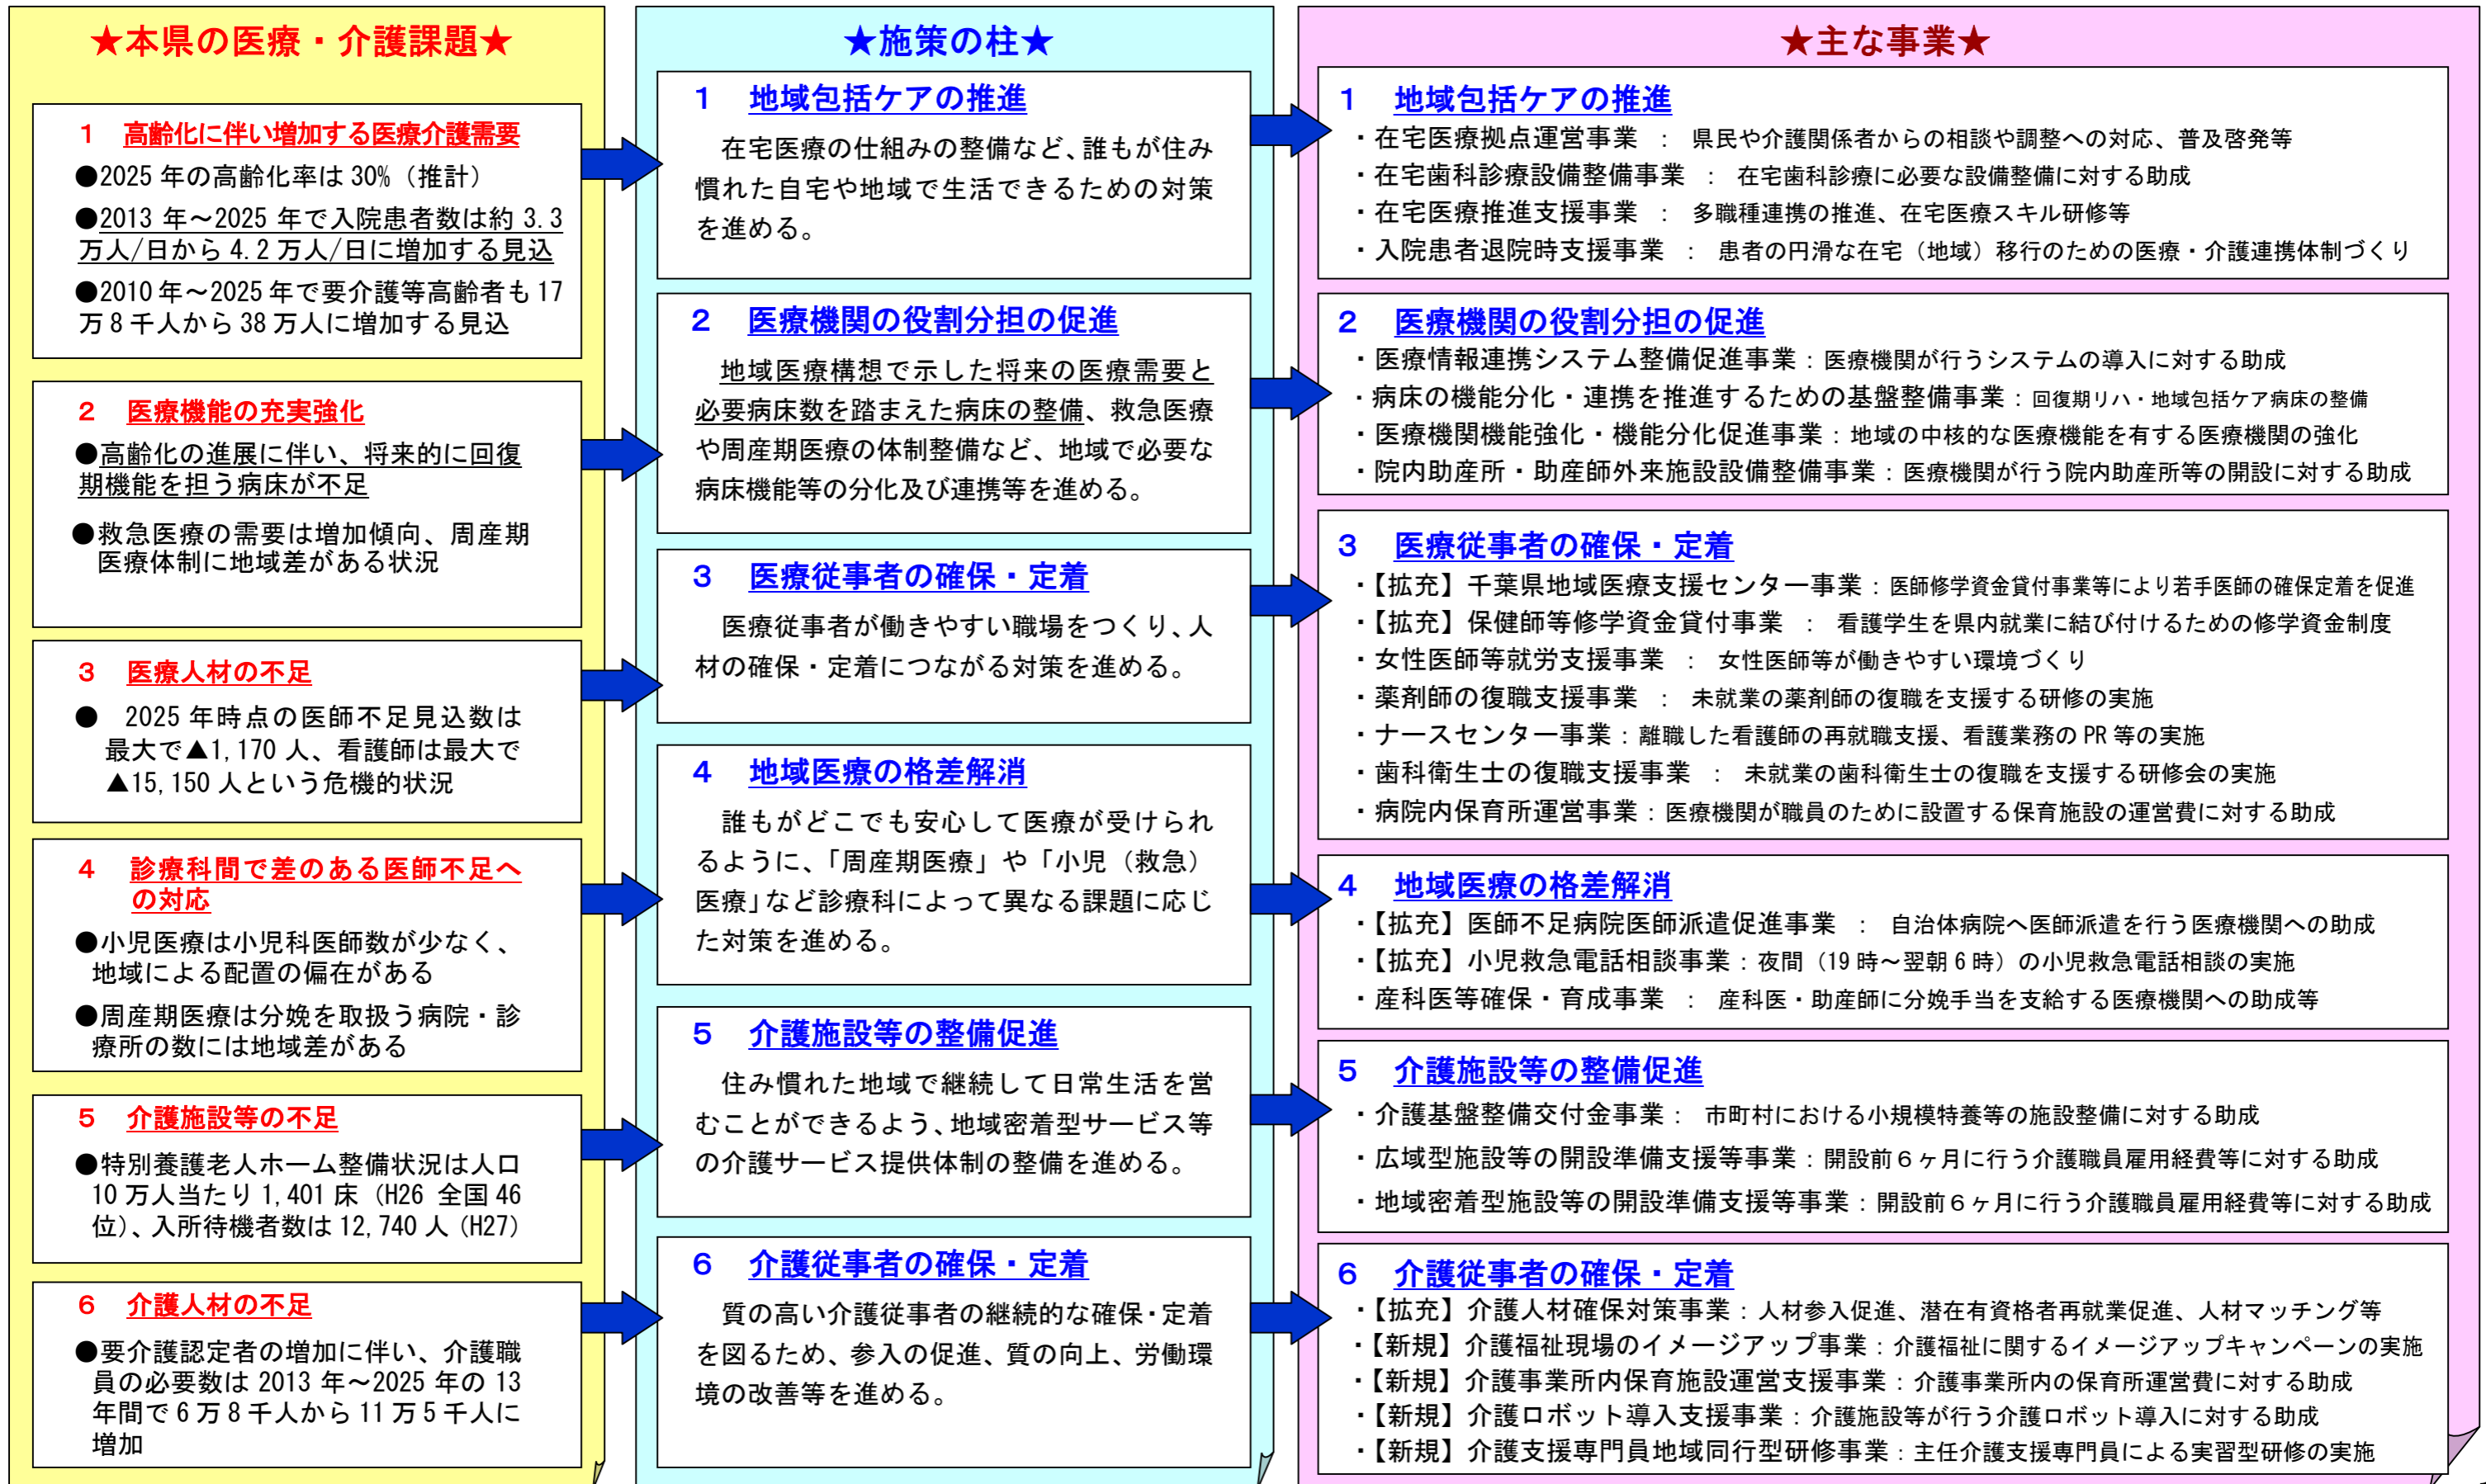 ★本県の医療・介護課題★
1 高齢化に伴い増加する医療介護需要
●2025年の高齢化率は30%（推計）
●2013年～2025年で入院患者数は約3.3
万人/日から4.2万人/日に増加する見込
●2010年～2025年で要介護等高齢者も17
万8千人から38万人に増加する見込
2 医療機能の充実強化
●高齢化の進展に伴い、将来的に回復
期機能を担う病床が不足
●救急医療の需要は増加傾向、周産期
医療体制に地域差がある状況
3 医療人材の不足
● 2025年時点の医師不足見込数は
最大で▲1,170人、看護師は最大で
▲15,150人という危機的状況
4 診療科間で差のある医師不足へ
の対応
●小児医療は小児科医師数が少なく、
地域による配置の偏在がある
●周産期医療は分娩を取扱う病院・診
療所の数には地域差がある
5 介護施設等の不足
●特別養護老人ホーム整備状況は人口
10万人当たり1,401床（H26 全国46
位）、入所待機者数は12,740人（H27）
6 介護人材の不足
●要介護認定者の増加に伴い、介護職
員の必要数は2013年～2025年の13
年間で6万8千人から11万5千人に
増加
★施策の柱★
1 地域包括ケアの推進
在宅医療の仕組みの整備など、誰もが住み
慣れた自宅や地域で生活できるための対策
を進める。
2 医療機関の役割分担の促進
地域医療構想で示した将来の医療需要と
必要病床数を踏まえた病床の整備、救急医療
や周産期医療の体制整備など、地域で必要な
病床機能等の分化及び連携等を進める。
3 医療従事者の確保・定着
医療従事者が働きやすい職場をつくり、人
材の確保・定着につながる対策を進める。
4 地域医療の格差解消
誰もがどこでも安心して医療が受けられ
るように、「周産期医療」や「小児（救急）
医療」など診療科によって異なる課題に応じ
た対策を進める。
5 介護施設等の整備促進
住み慣れた地域で継続して日常生活を営
むことができるよう、地域密着型サービス等
の介護サービス提供体制の整備を進める。
6 介護従事者の確保・定着
質の高い介護従事者の継続的な確保・定着
を図るため、参入の促進、質の向上、労働環
境の改善等を進める。
★主な事業★
1 地域包括ケアの推進
・在宅医療拠点運営事業 ： 県民や介護関係者からの相談や調整への対応、普及啓発等
・在宅歯科診療設備整備事業 ： 在宅歯科診療に必要な設備整備に対する助成
・在宅医療推進支援事業 ： 多職種連携の推進、在宅医療スキル研修等
・入院患者退院時支援事業 ： 患者の円滑な在宅（地域）移行のための医療・介護連携体制づくり
2 医療機関の役割分担の促進
・医療情報連携システム整備促進事業：医療機関が行うシステムの導入に対する助成
・病床の機能分化・連携を推進するための基盤整備事業：回復期リハ・地域包括ケア病床の整備
・医療機関機能強化・機能分化促進事業：地域の中核的な医療機能を有する医療機関の強化
・院内助産所・助産師外来施設設備整備事業：医療機関が行う院内助産所等の開設に対する助成
3 医療従事者の確保・定着
・【拡充】千葉県地域医療支援センター事業：医師修学資金貸付事業等により若手医師の確保定着を促進
・【拡充】保健師等修学資金貸付事業 ： 看護学生を県内就業に結び付けるための修学資金制度
・女性医師等就労支援事業 ： 女性医師等が働きやすい環境づくり
・薬剤師の復職支援事業 ： 未就業の薬剤師の復職を支援する研修の実施
・ナースセンター事業：離職した看護師の再就職支援、看護業務のPR等の実施
・歯科衛生士の復職支援事業 ： 未就業の歯科衛生士の復職を支援する研修会の実施
・病院内保育所運営事業：医療機関が職員のために設置する保育施設の運営費に対する助成
4 地域医療の格差解消
・【拡充】医師不足病院医師派遣促進事業 ： 自治体病院へ医師派遣を行う医療機関への助成
・【拡充】小児救急電話相談事業：夜間（19時～翌朝6時）の小児救急電話相談の実施
・産科医等確保・育成事業 ： 産科医・助産師に分娩手当を支給する医療機関への助成等
5 介護施設等の整備促進
・介護基盤整備交付金事業： 市町村における小規模特養等の施設整備に対する助成
・広域型施設等の開設準備支援等事業：開設前6ヶ月に行う介護職員雇用経費等に対する助成
・地域密着型施設等の開設準備支援等事業：開設前6ヶ月に行う介護職員雇用経費等に対する助成
6 介護従事者の確保・定着
・【拡充】介護人材確保対策事業：人材参入促進、潜在有資格者再就業促進、人材マッチング等
・【新規】介護福祉現場のイメージアップ事業：介護福祉に関するイメージアップキャンペーンの実施
・【新規】介護事業所内保育施設運営支援事業：介護事業所内の保育所運営費に対する助成
・【新規】介護ロボット導入支援事業：介護施設等が行う介護ロボット導入に対する助成
・【新規】介護支援専門員地域同行型研修事業：主任介護支援専門員による実習型研修の実施